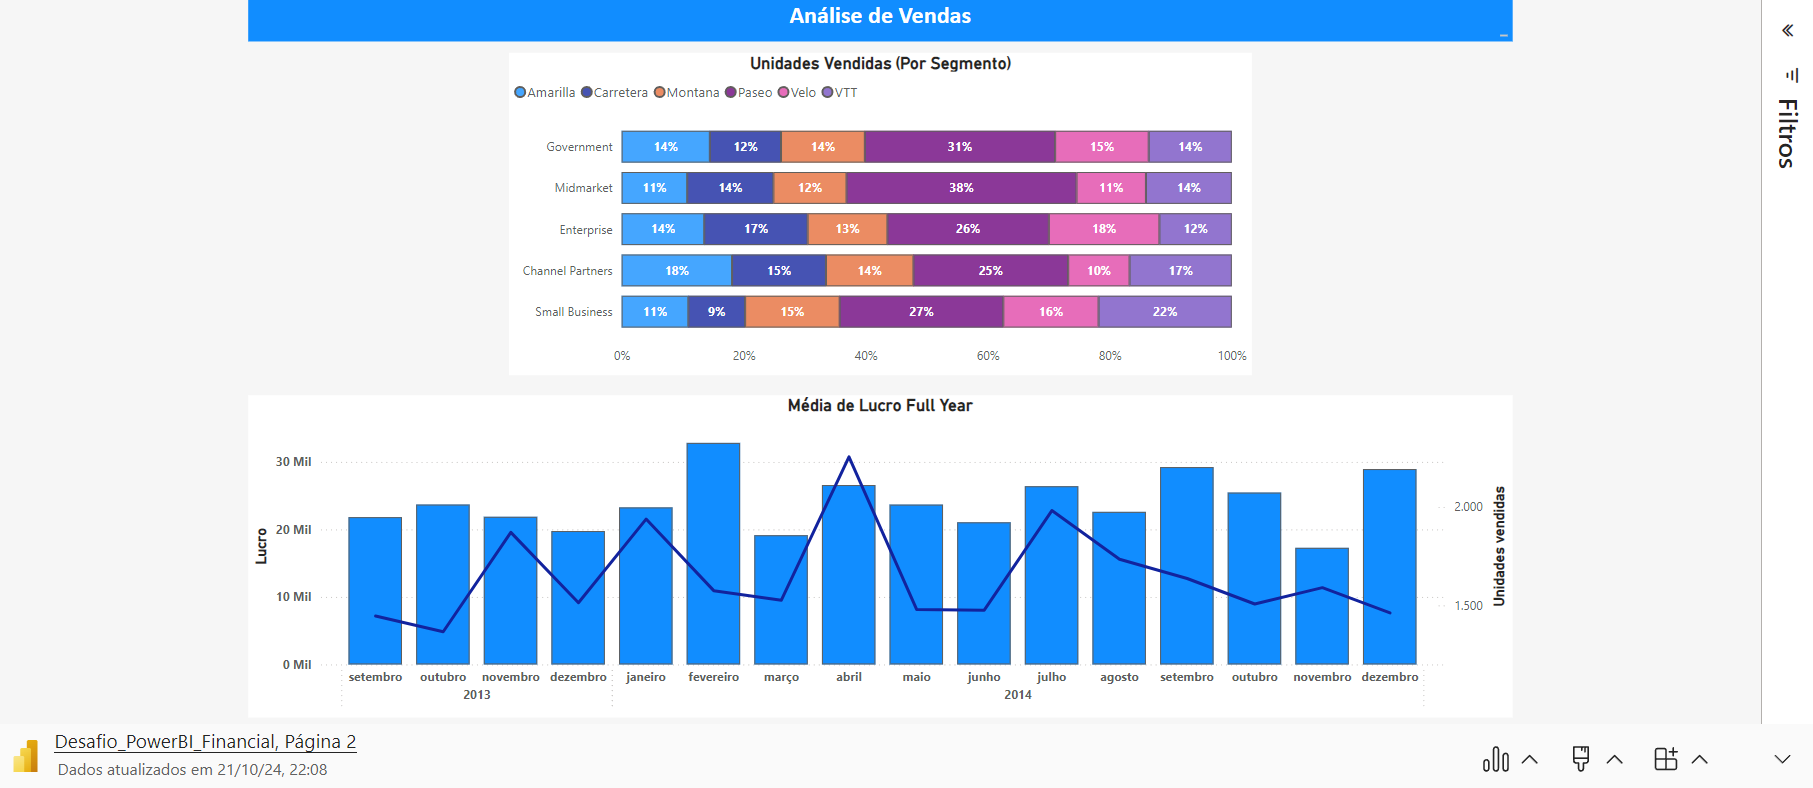 Análise de Vendas
Unidades Vendidas (Por Segmento)
Amarilla Carretera Montana Paseo Velo VTT
Government 14% 12% 14% 31% 15% 14%
Midmarket 11% 14% 12% 38% 11% 14%
Enterprise 14% 17% 13% 26% 18% 12%
Channel Partners 18% 15% 14% 25% 10% 17%
Small Business 11% 9% 15% 27% 16% 22%
0% 20% 40% 60% 80% 100%
Filtros
Média de Lucro Full Year
Lucro
30 Mil
20 Mil
10 Mil
0 Mil
2.000
1.500
Unidades vendidas
setembro outubro novembro dezembro janeiro fevereiro março abril maio junho julho agosto setembro outubro novembro dezembro
2013 2014
Desafio_PowerBI_Financial, Página 2
Dados atualizados em 21/10/24, 22:08